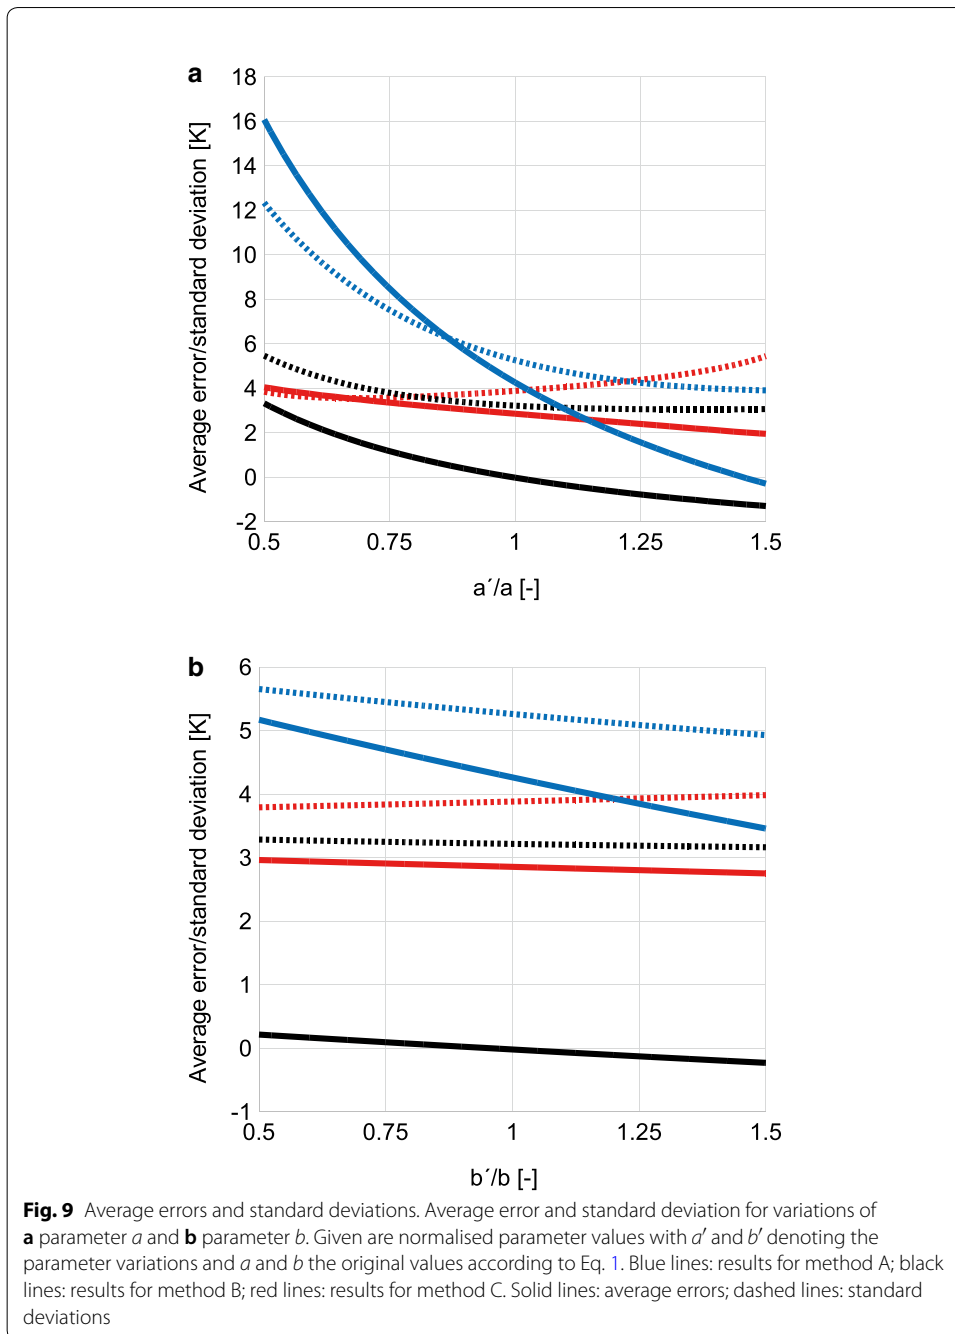 a
18
16
14
12
10
8
6
4
2
0
-2
Average error/standard deviation [K]
0.5 0.75 1 1.25 1.5
a´/a [-]
b
6
5
4
3
2
1
0
-1
Average error/standard deviation [K]
0.5 0.75 1 1.25 1.5
b´/b [-]
Fig. 9 Average errors and standard deviations. Average error and standard deviation for variations of
a parameter a and b parameter b. Given are normalised parameter values with a′ and b′ denoting the
parameter variations and a and b the original values according to Eq. 1. Blue lines: results for method A; black
lines: results for method B; red lines: results for method C. Solid lines: average errors; dashed lines: standard
deviations